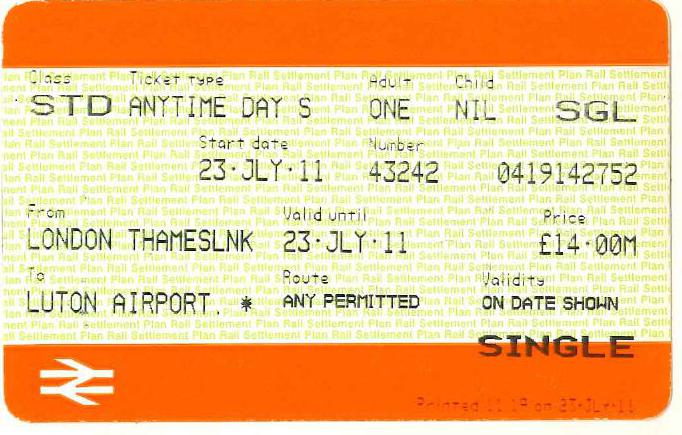 Class Ticket type Adult Child
STD ANYTIME DAY S ONE NIL SGL
Start date Number
23·JLY·11 43242 0419142752
From Valid until Price
LONDON THAMESLNK 23·JLY·11 £14·00M
To Route Validity
LUTON AIRPORT. * ANY PERMITTED ON DATE SHOWN
SINGLE
Printed 11 19 on 23·JLY·11